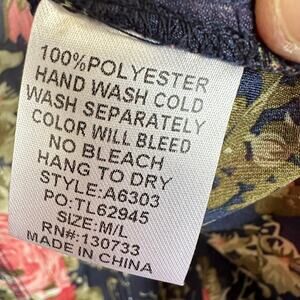 100%POLYESTER
HAND WASH COLD
WASH SEPARATELY
COLOR WILL BLEED
NO BLEACH
HANG TO DRY
STYLE:A6303
PO:TL62945
SIZE:M/L
RN#:130733
MADE IN CHINA